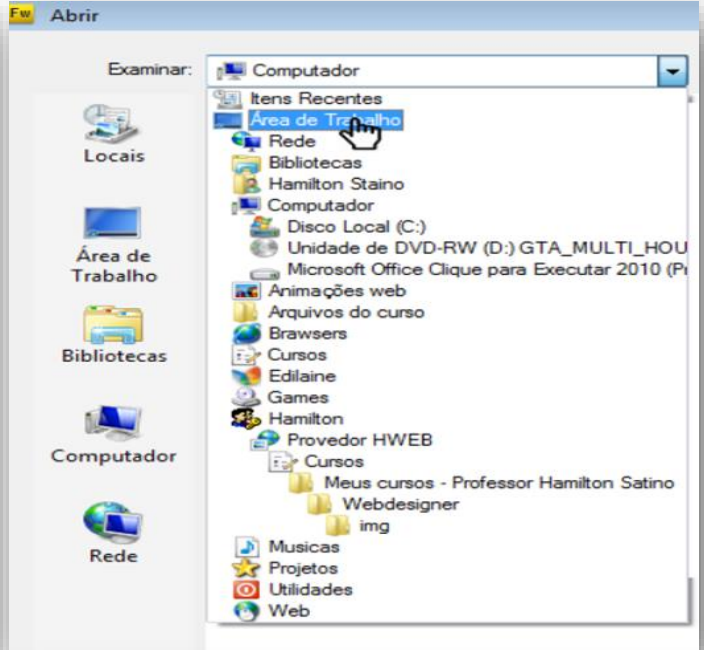 Fw Abrir
Examinar: Computador
Itens Recentes
Área de Trabalho
Rede
Bibliotecas
Hamilton Staino
Computador
Disco Local (C:)
Unidade de DVD-RW (D:) GTA_MULTI_HOU
Microsoft Office Clique para Executar 2010 (Pr
Animações web
Arquivos do curso
Browsers
Cursos
Edilaine
Games
Hamilton
Provedor HWEB
Cursos
Meus cursos - Professor Hamilton Satino
Webdesigner
img
Musicas
Projetos
Utilidades
Web
Locais
Área de
Trabalho
Bibliotecas
Computador
Rede